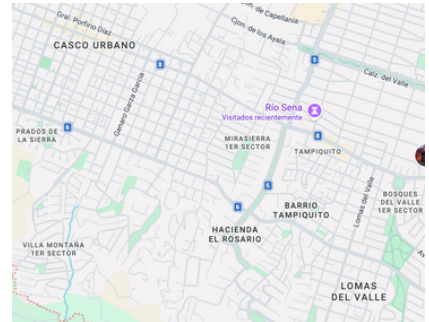 Gral. Porfirio Díaz
Cjon. de Capellanía
Cjon. de los Ayala
CASCO URBANO
Calz. del Valle
Genaro Garza García
Río Sena
Visitados recientemente
PRADOS DE
LA SIERRA
MIRASIERRA
1ER SECTOR
TAMPIQUITO
BOSQUES
DEL VALLE
1ER SECTOR
Lomas del Valle
BARRIO
TAMPIQUITO
HACIENDA
EL ROSARIO
VILLA MONTAÑA
1ER SECTOR
Av
LOMAS
DEL VALLE